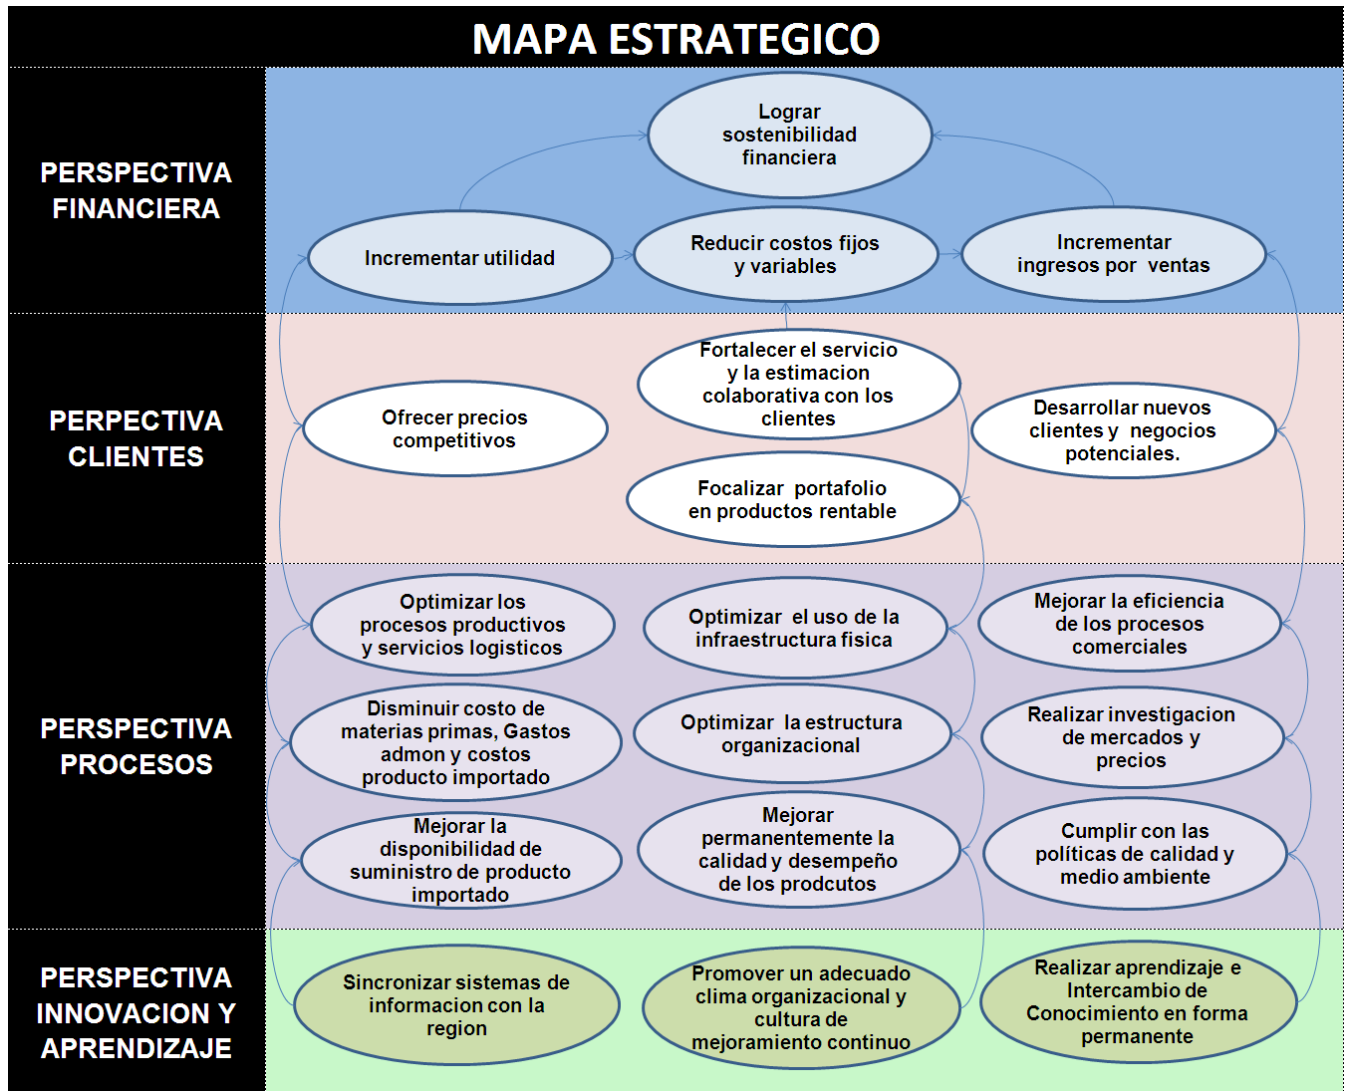 MAPA ESTRATEGICO
PERSPECTIVA
FINANCIERA
Lograr
sostenibilidad
financiera
Incrementar utilidad
Reducir costos fijos
y variables
Incrementar
ingresos por ventas
PERPECTIVA
CLIENTES
Ofrecer precios
competitivos
Fortalecer el servicio
y la estimacion
colaborativa con los
clientes
Focalizar portafolio
en productos rentable
Desarrollar nuevos
clientes y negocios
potenciales.
PERSPECTIVA
PROCESOS
Optimizar los
procesos productivos
y servicios logisticos
Optimizar el uso de la
infraestructura fisica
Mejorar la eficiencia
de los procesos
comerciales
Disminuir costo de
materias primas, Gastos
admon y costos
producto importado
Optimizar la estructura
organizacional
Realizar investigacion
de mercados y
precios
Mejorar la
disponibilidad de
suministro de producto
importado
Mejorar
permanentemente la
calidad y desempeño
de los prodcutos
Cumplir con las
políticas de calidad y
medio ambiente
PERSPECTIVA
INNOVACION Y
APRENDIZAJE
Sincronizar sistemas de
informacion con la
region
Promover un adecuado
clima organizacional y
cultura de
mejoramiento continuo
Realizar aprendizaje e
Intercambio de
Conocimiento en forma
permanente